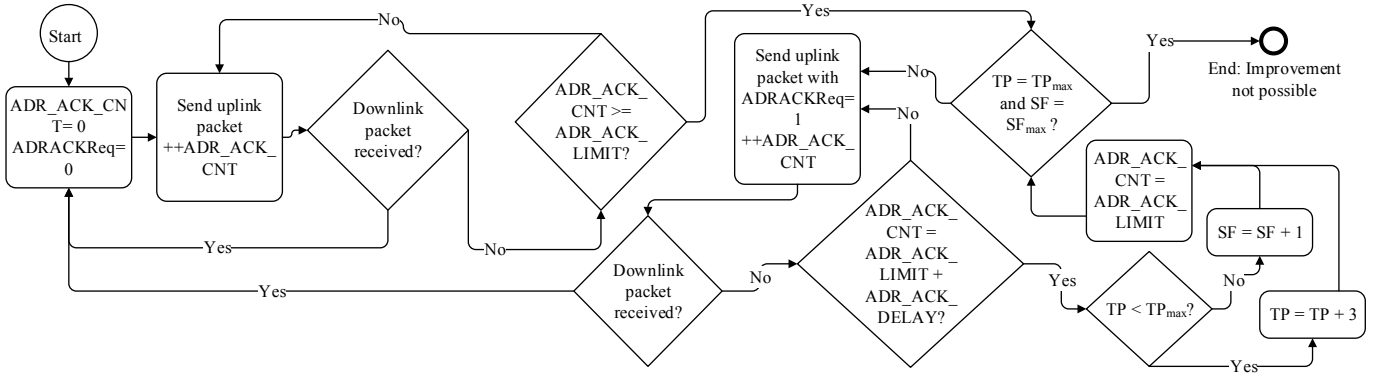 Start
ADR_ACK_CN
T= 0
ADRACKReq=
0
Send uplink
packet
++ADR_ACK_
CNT
Downlink
packet
received?
Yes
No
No
ADR_ACK_
CNT >=
ADR_ACK_
LIMIT?
Yes
Send uplink
packet with
ADRACKReq=
1
++ADR_ACK_
CNT
Downlink
packet
received?
Yes
No
ADR_ACK_
CNT =
ADR_ACK_
LIMIT +
ADR_ACK_
DELAY?
No
Yes
TP = TPmax
and SF =
SFmax ?
No
Yes
End: Improvement
not possible
TP < TPmax?
No
Yes
SF = SF + 1
TP = TP + 3
ADR_ACK_
CNT =
ADR_ACK_
LIMIT